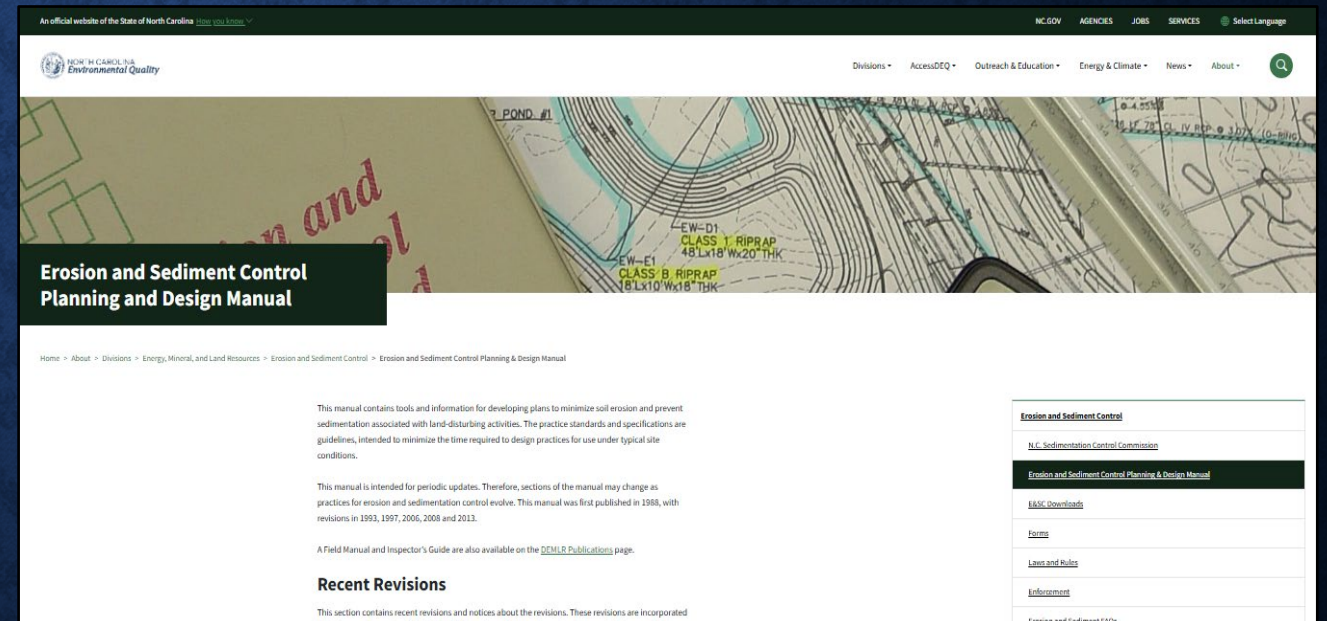 An official website of the State of North Carolina How you know
NC.GOV AGENCIES JOBS SERVICES Select Language
NORTH CAROLINA
Environmental Quality
Divisions AccessDEQ Outreach & Education Energy & Climate News About
POND #1
and
EW-D1
CLASS 1 RIPRAP
48'Lx18'Wx20"THK
EW-E1
CLASS B RIPRAP
18'Lx10'Wx18"THK
Erosion and Sediment Control
Planning and Design Manual
Home > About > Divisions > Energy, Mineral, and Land Resources > Erosion and Sediment Control > Erosion and Sediment Control Planning & Design Manual
This manual contains tools and information for developing plans to minimize soil erosion and prevent
sedimentation associated with land-disturbing activities. The practice standards and specifications are
guidelines, intended to minimize the time required to design practices for use under typical site
conditions.
This manual is intended for periodic updates. Therefore, sections of the manual may change as
practices for erosion and sedimentation control evolve. This manual was first published in 1988, with
revisions in 1993, 1997, 2006, 2008 and 2013.
A Field Manual and Inspector's Guide are also available on the DEMLR Publications page.
Recent Revisions
This section contains recent revisions and notices about the revisions. These revisions are incorporated
Erosion and Sediment Control
N.C. Sedimentation Control Commission
Erosion and Sediment Control Planning & Design Manual
E&SC Downloads
Forms
Laws and Rules
Enforcement
Erosion and Sediment FAQs